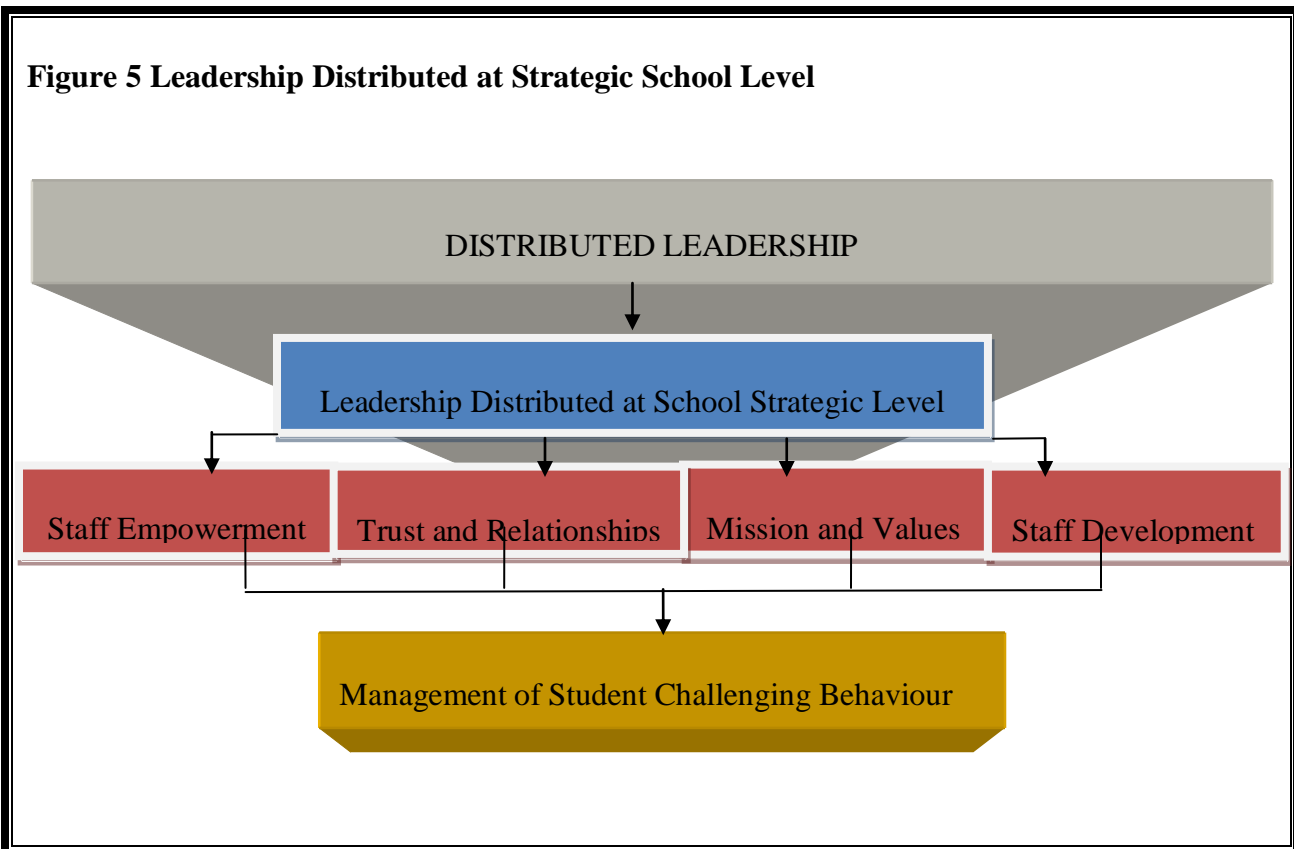 Figure 5 Leadership Distributed at Strategic School Level
DISTRIBUTED LEADERSHIP
Leadership Distributed at School Strategic Level
Staff Empowerment
Trust and Relationships
Mission and Values
Staff Development
Management of Student Challenging Behaviour